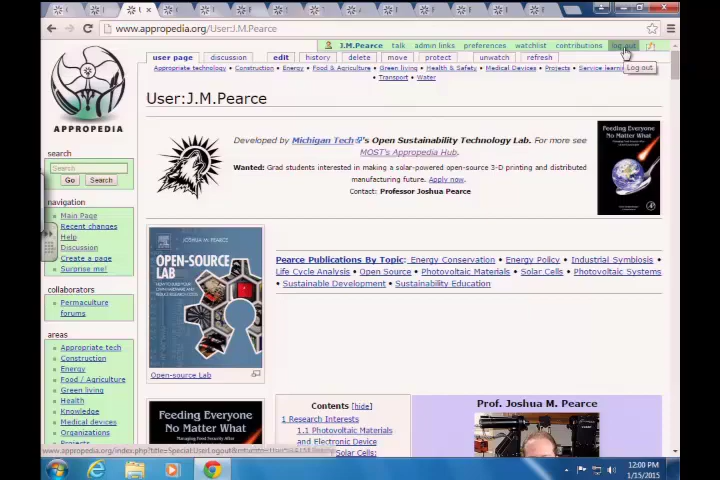 www.appropedia.org/User:J.M.Pearce
J.M.Pearce talk admin links preferences watchlist contributions log out
Log out
user page discussion edit history delete move protect unwatch refresh
Appropriate technology • Construction • Energy • Food & Agriculture • Green living • Health & Safety • Medical Devices • Projects • Service learn
• Transport • Water
APPROPEDIA
User:J.M.Pearce
Developed by Michigan Tech's Open Sustainability Technology Lab. For more see
MOST's Appropedia Hub.
Wanted: Grad students interested in making a solar-powered open-source 3-D printing and distributed
manufacturing future. Apply now.
Contact: Professor Joshua Pearce
Feeding Everyone
No Matter What
search
Search
Go Search
navigation
Main Page
Recent changes
Help
Discussion
Create a page
Surprise me!
collaborators
Permaculture
forums
areas
Appropriate tech
Construction
Energy
Food / Agriculture
Green living
Health
Knowledge
Medical devices
Organizations
Projects
JOSHUA M. PEARCE
OPEN-SOURCE
LAB
Open-source Lab
Feeding Everyone
No Matter What
Pearce Publications By Topic: Energy Conservation • Energy Policy • Industrial Symbiosis •
Life Cycle Analysis • Open Source • Photovoltaic Materials • Solar Cells • Photovoltaic Systems
• Sustainable Development • Sustainability Education
Contents [hide]
1 Research Interests
1.1 Photovoltaic Materials
and Electronic Device
Solar Cells:
Prof. Joshua M. Pearce
12:00 PM
1/15/2015